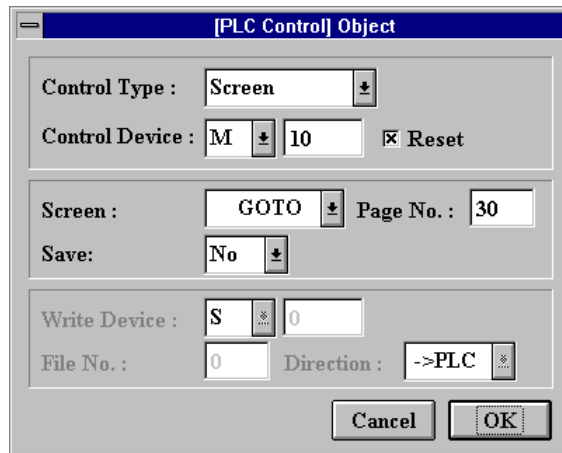 [PLC Control] Object
Control Type : Screen
Control Device : M 10 Reset
Screen : GOTO Page No. : 30
Save: No
Write Device : S 0
File No. : 0 Direction : ->PLC
Cancel OK